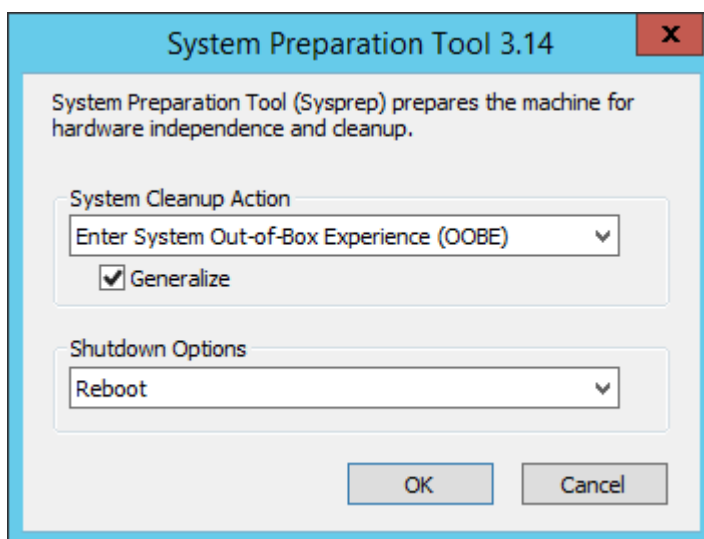 System Preparation Tool 3.14
x
System Preparation Tool (Sysprep) prepares the machine for
hardware independence and cleanup.
System Cleanup Action
Enter System Out-of-Box Experience (OOBE)
Generalize
Shutdown Options
Reboot
OK
Cancel